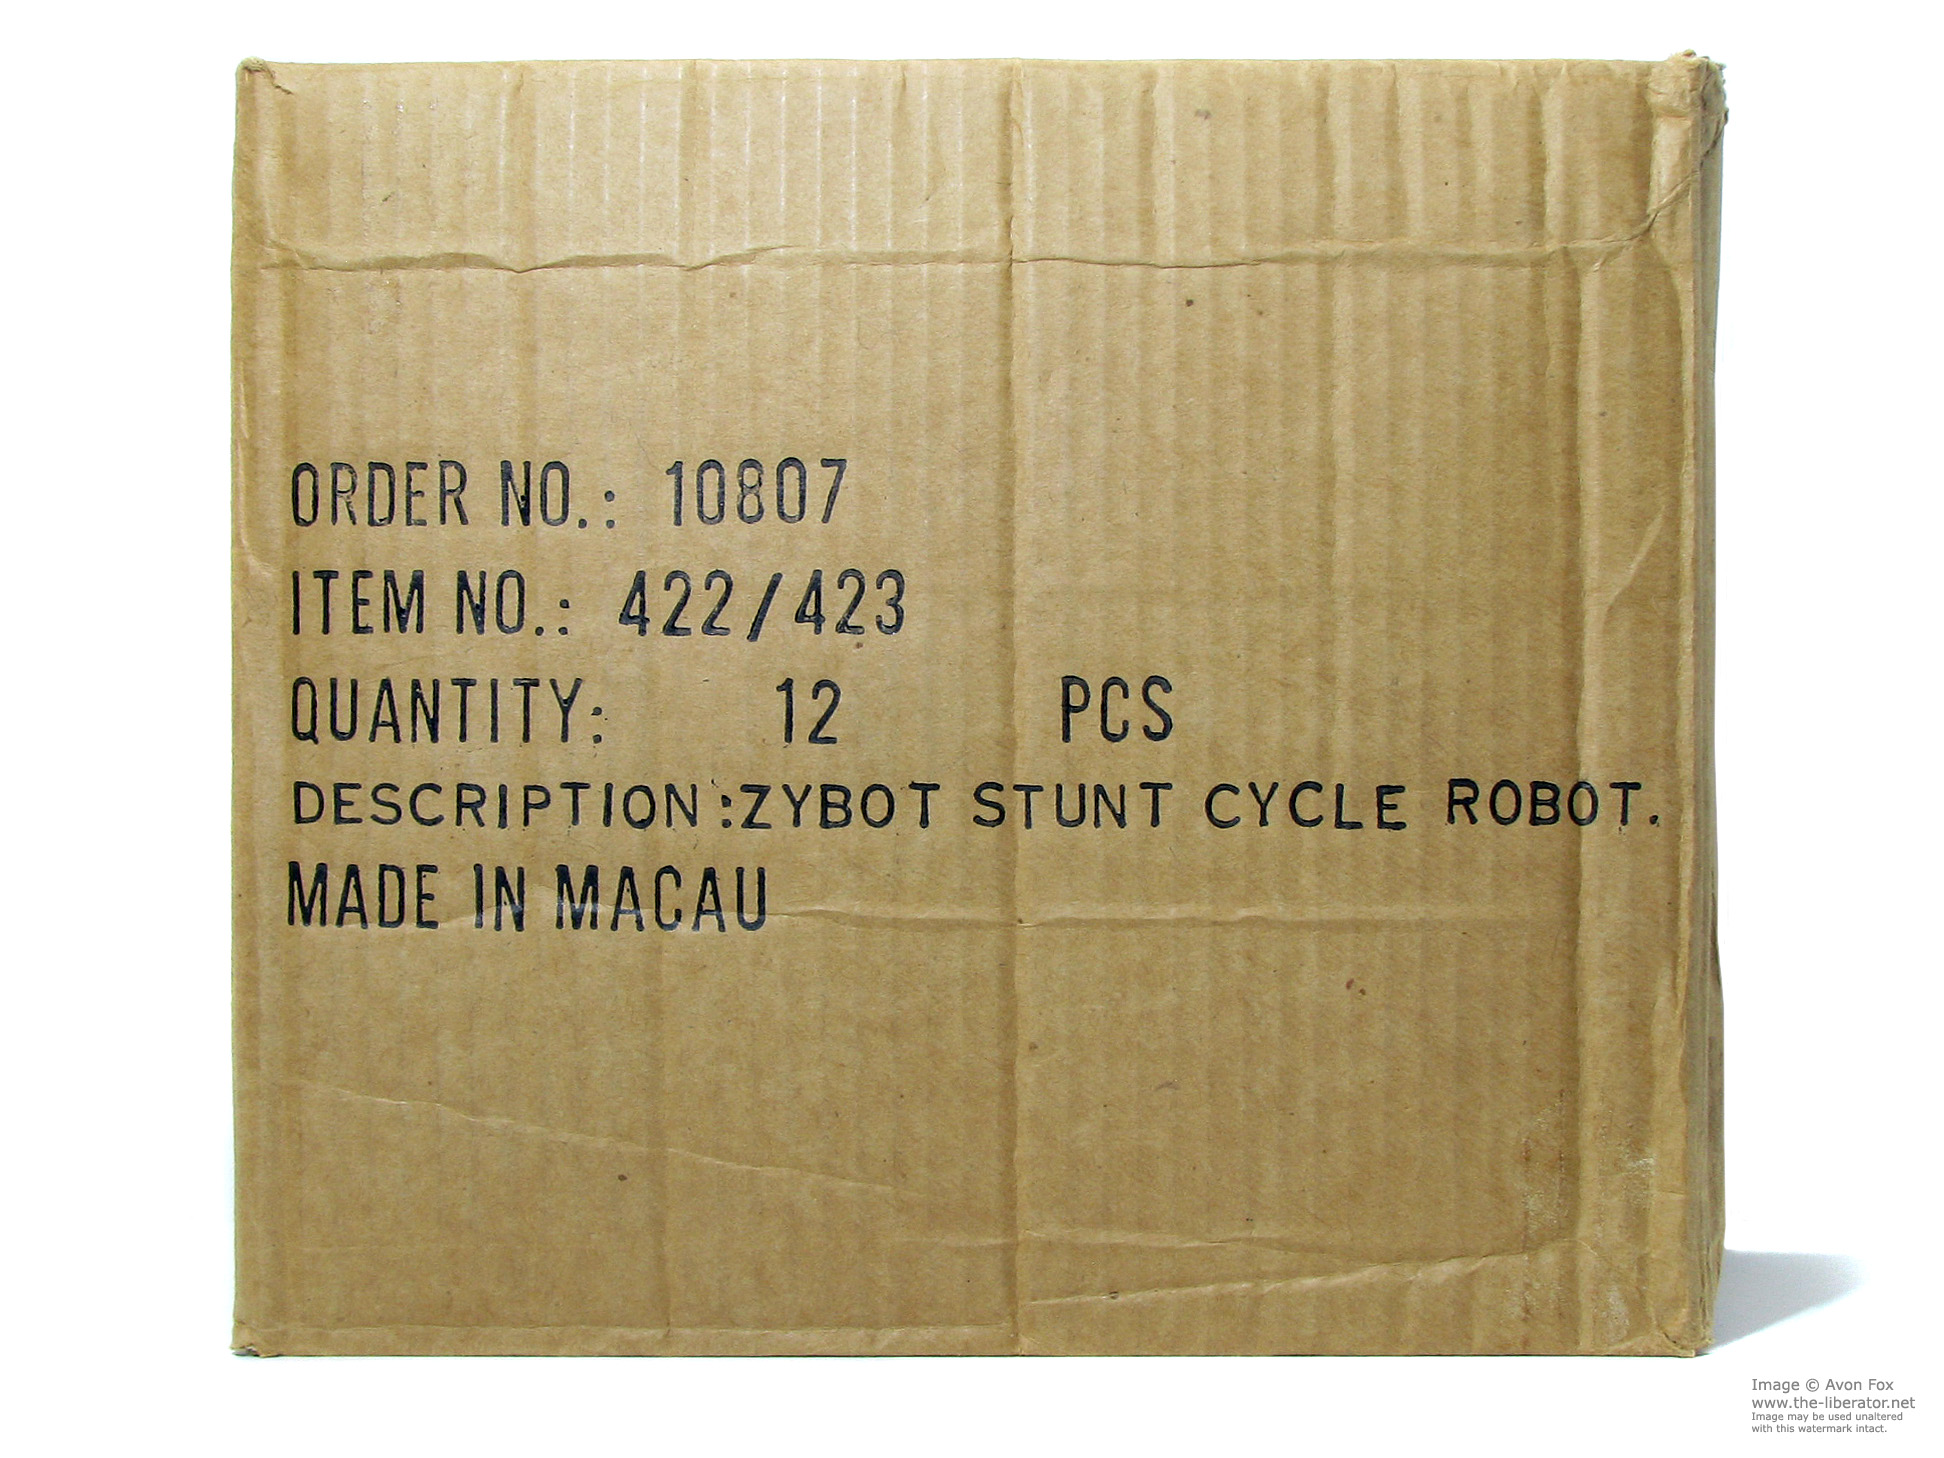 ORDER NO.: 10807
ITEM NO.: 422/423
QUANTITY: 12 PCS
DESCRIPTION:ZYBOT STUNT CYCLE ROBOT.
MADE IN MACAU
Image © Avon Fox
www.the-liberator.net
Image may be used unaltered
with this watermark intact.